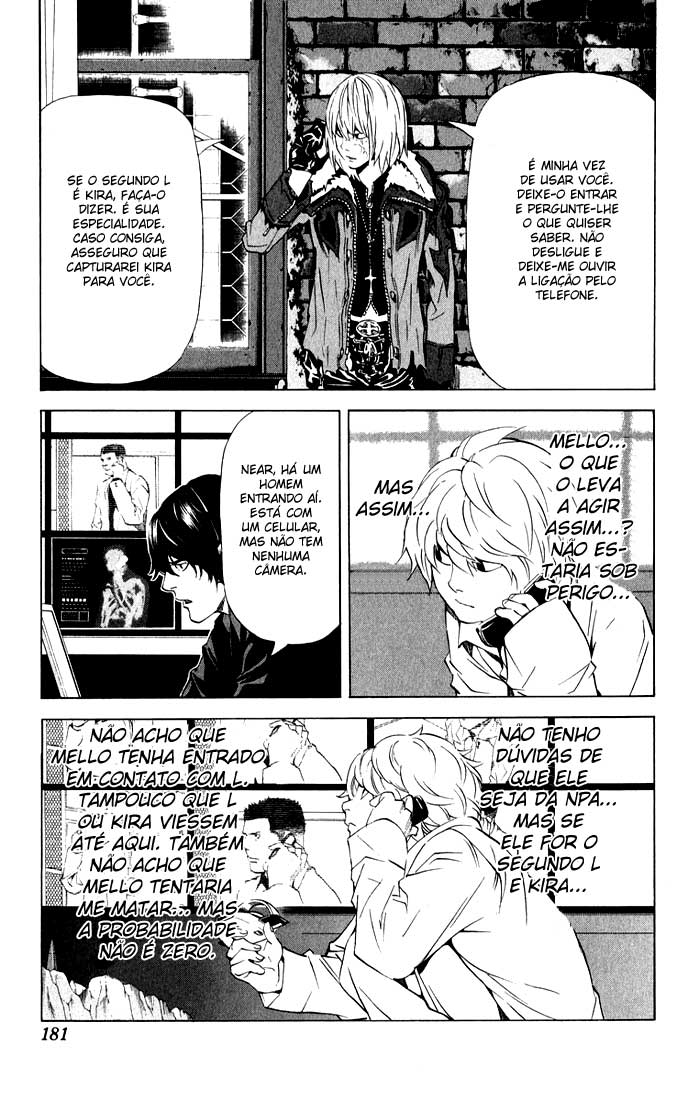 É MINHA VEZ
DE USAR VOCÊ.
DEIXE-O ENTRAR
E PERGUNTE-LHE
O QUE QUISER
SABER. NÃO
DESLIGUE E
DEIXE-ME OUVIR
A LIGAÇÃO PELO
TELEFONE.
SE O SEGUNDO L
É KIRA, FAÇA-O
DIZER. É SUA
ESPECIALIDADE.
CASO CONSIGA,
ASSEGURO QUE
CAPTURAREI KIRA
PARA VOCÊ.
MELLO...
O QUE
O LEVA
A AGIR
ASSIM...?
NÃO ES-
TARIA SOB
PERIGO...
MAS
ASSIM...
NEAR, HÁ UM
HOMEM
ENTRANDO AÍ.
ESTÁ COM
UM CELULAR,
MAS NÃO TEM
NENHUMA
CÂMERA.
NÃO TENHO
DÚVIDAS DE
QUE ELE
SEJA DA NPA...
MAS SE
ELE FOR O
SEGUNDO L
E KIRA...
NÃO ACHO QUE
MELLO TENHA ENTRADO
EM CONTATO COM L.
TAMPOUCO QUE L
OU KIRA VIESSEM
ATÉ AQUI. TAMBÉM
NÃO ACHO QUE
MELLO TENTARIA
ME MATAR... MAS
A PROBABILIDADE
NÃO É ZERO.
181